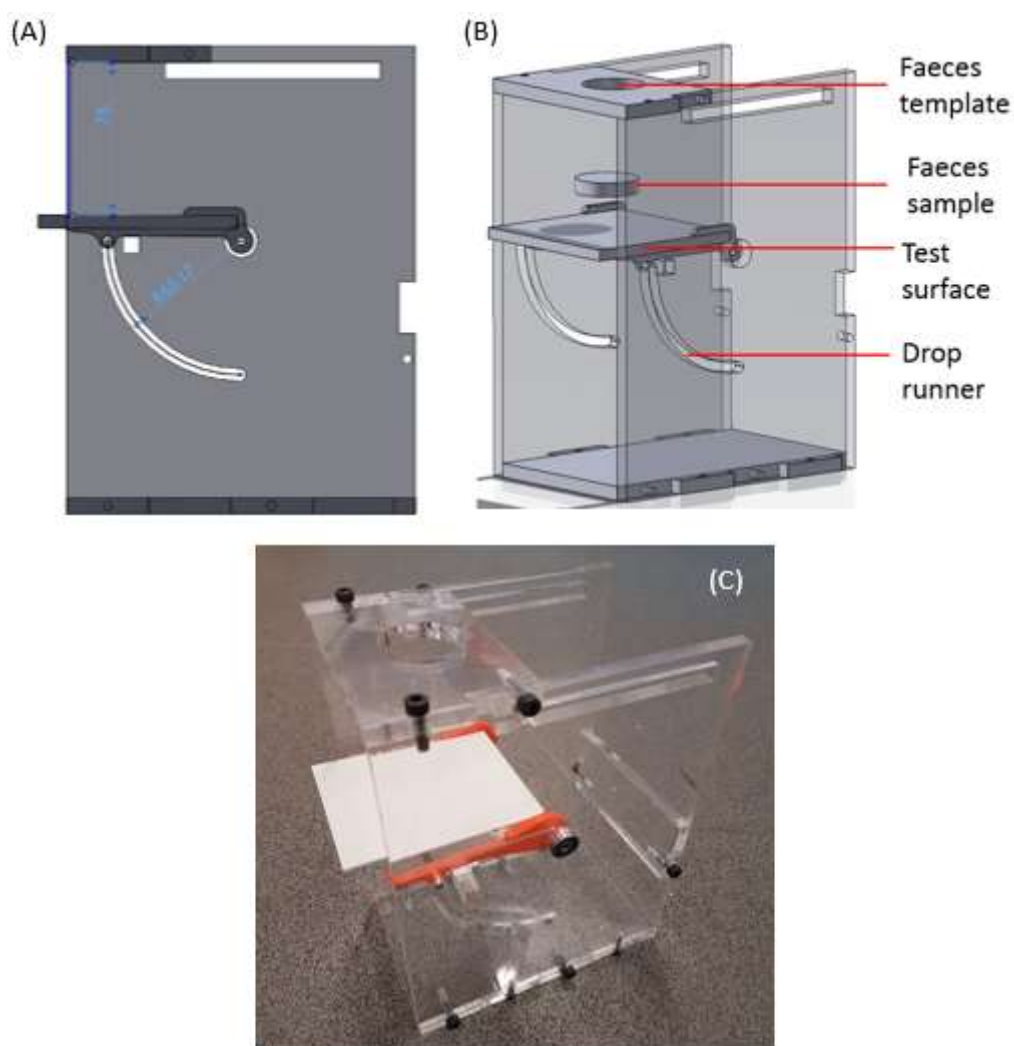 (A)
(B)
Faeces
template
Faeces
sample
Test
surface
Drop
runner
(C)